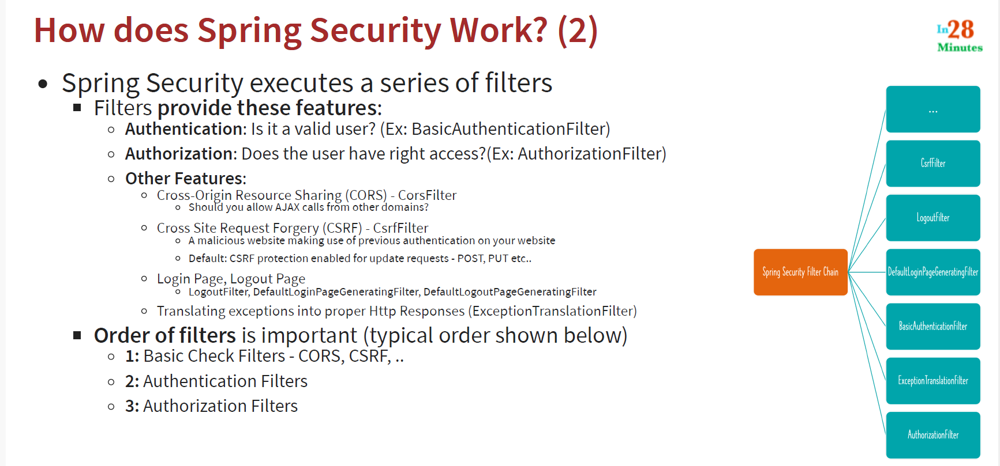 How does Spring Security Work? (2)
In28
Minutes
Spring Security executes a series of filters
Filters provide these features:
Authentication: Is it a valid user? (Ex: BasicAuthenticationFilter)
Authorization: Does the user have right access?(Ex: AuthorizationFilter)
Other Features:
Cross-Origin Resource Sharing (CORS) - CorsFilter
Should you allow AJAX calls from other domains?
Cross Site Request Forgery (CSRF) - CsrfFilter
A malicious website making use of previous authentication on your website
Default: CSRF protection enabled for update requests - POST, PUT etc..
Login Page, Logout Page
LogoutFilter, DefaultLoginPageGeneratingFilter, DefaultLogoutPageGeneratingFilter
Translating exceptions into proper Http Responses (ExceptionTranslationFilter)
Order of filters is important (typical order shown below)
1: Basic Check Filters - CORS, CSRF, ..
2: Authentication Filters
3: Authorization Filters
Spring Security Filter Chain
...
CsrfFilter
LogoutFilter
DefaultLoginPageGeneratingFilter
BasicAuthenticationFilter
ExceptionTranslationFilter
AuthorizationFilter